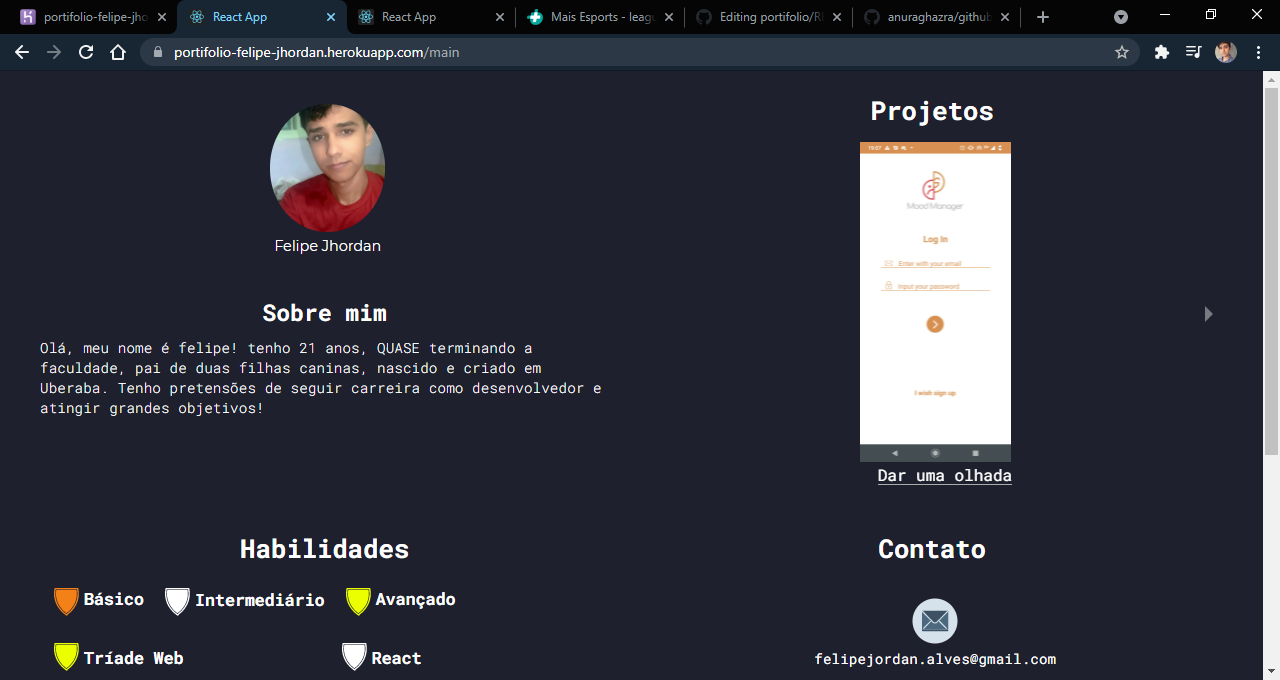 portifolio-felipe-jho
React App
React App
Mais Esports - leagu
Editing portifolio/RE
anuraghazra/github
portifolio-felipe-jhordan.herokuapp.com/main
Felipe Jhordan
Sobre mim
Olá, meu nome é felipe! tenho 21 anos, QUASE terminando a
faculdade, pai de duas filhas caninas, nascido e criado em
Uberaba. Tenho pretensões de seguir carreira como desenvolvedor e
atingir grandes objetivos!
Projetos
Mood Manager
Log In
Enter with your email
Input your password
I wish sign up
Dar uma olhada
Habilidades
Básico
Intermediário
Avançado
Tríade Web
React
Contato
felipejordan.alves@gmail.com